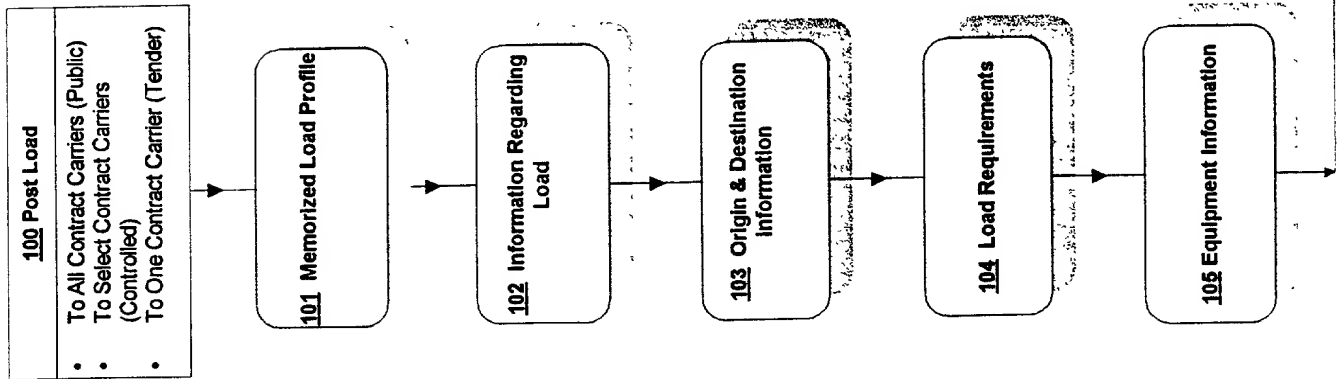 100 Post Load
• To All Contract Carriers (Public)
• To Select Contract Carriers
(Controlled)
• To One Contract Carrier (Tender)
101 Memorized Load Profile
102 Information Regarding
Load
103 Origin & Destination
Information
104 Load Requirements
105 Equipment Information